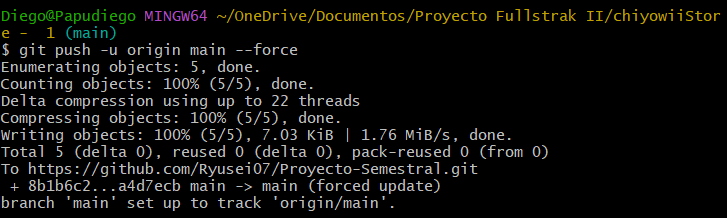 Diego@Papudiego MINGW64 ~/OneDrive/Documentos/Proyecto Fullstrak II/chiyowiiStor
e -  1 (main)
$ git push -u origin main --force
Enumerating objects: 5, done.
Counting objects: 100% (5/5), done.
Delta compression using up to 22 threads
Compressing objects: 100% (5/5), done.
Writing objects: 100% (5/5), 7.03 KiB | 1.76 MiB/s, done.
Total 5 (delta 0), reused 0 (delta 0), pack-reused 0 (from 0)
To https://github.com/Ryusei07/Proyecto-Semestral.git
 + 8b1b6c2...a4d7ecb main -> main (forced update)
branch 'main' set up to track 'origin/main'.